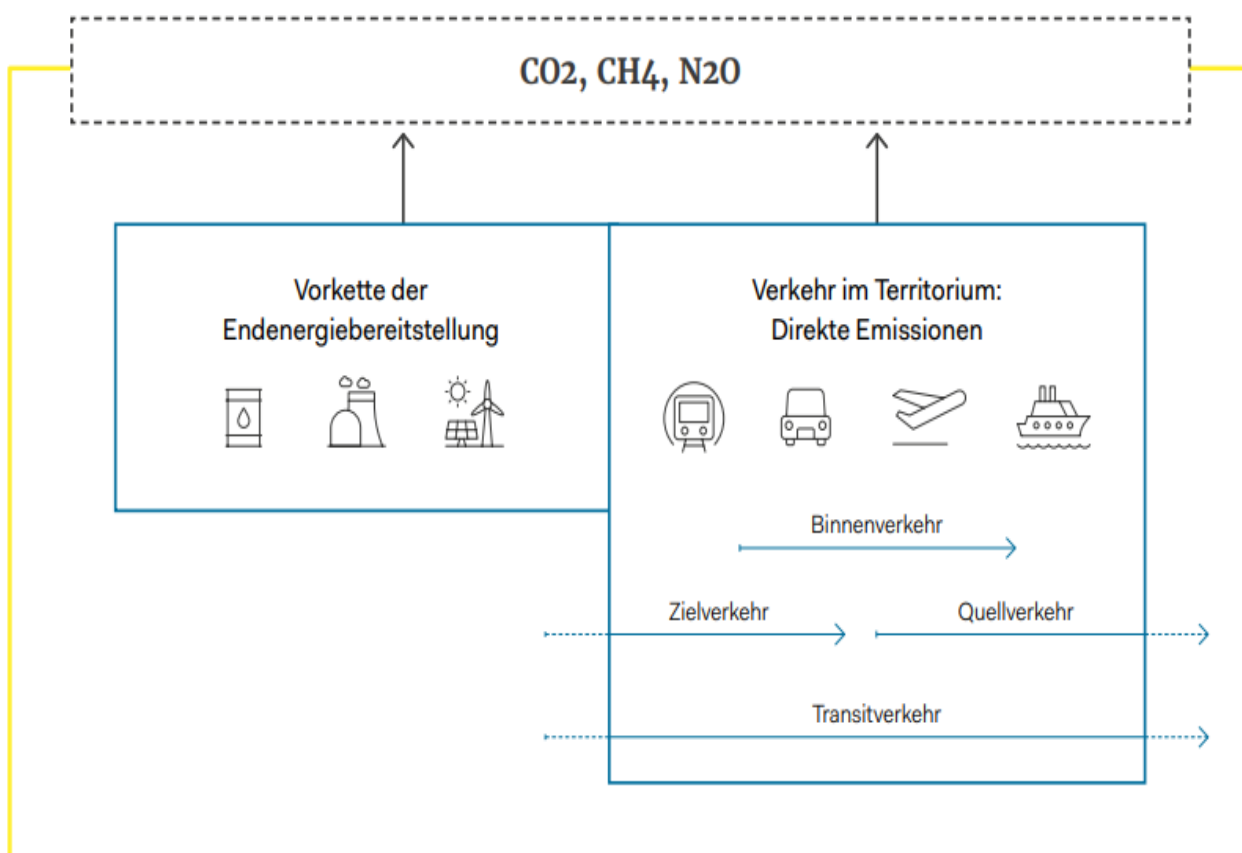 CO2, CH4, N2O
Vorkette der
Endenergiebereitstellung
Verkehr im Territorium:
Direkte Emissionen
Binnenverkehr
Zielverkehr
Quellverkehr
Transitverkehr